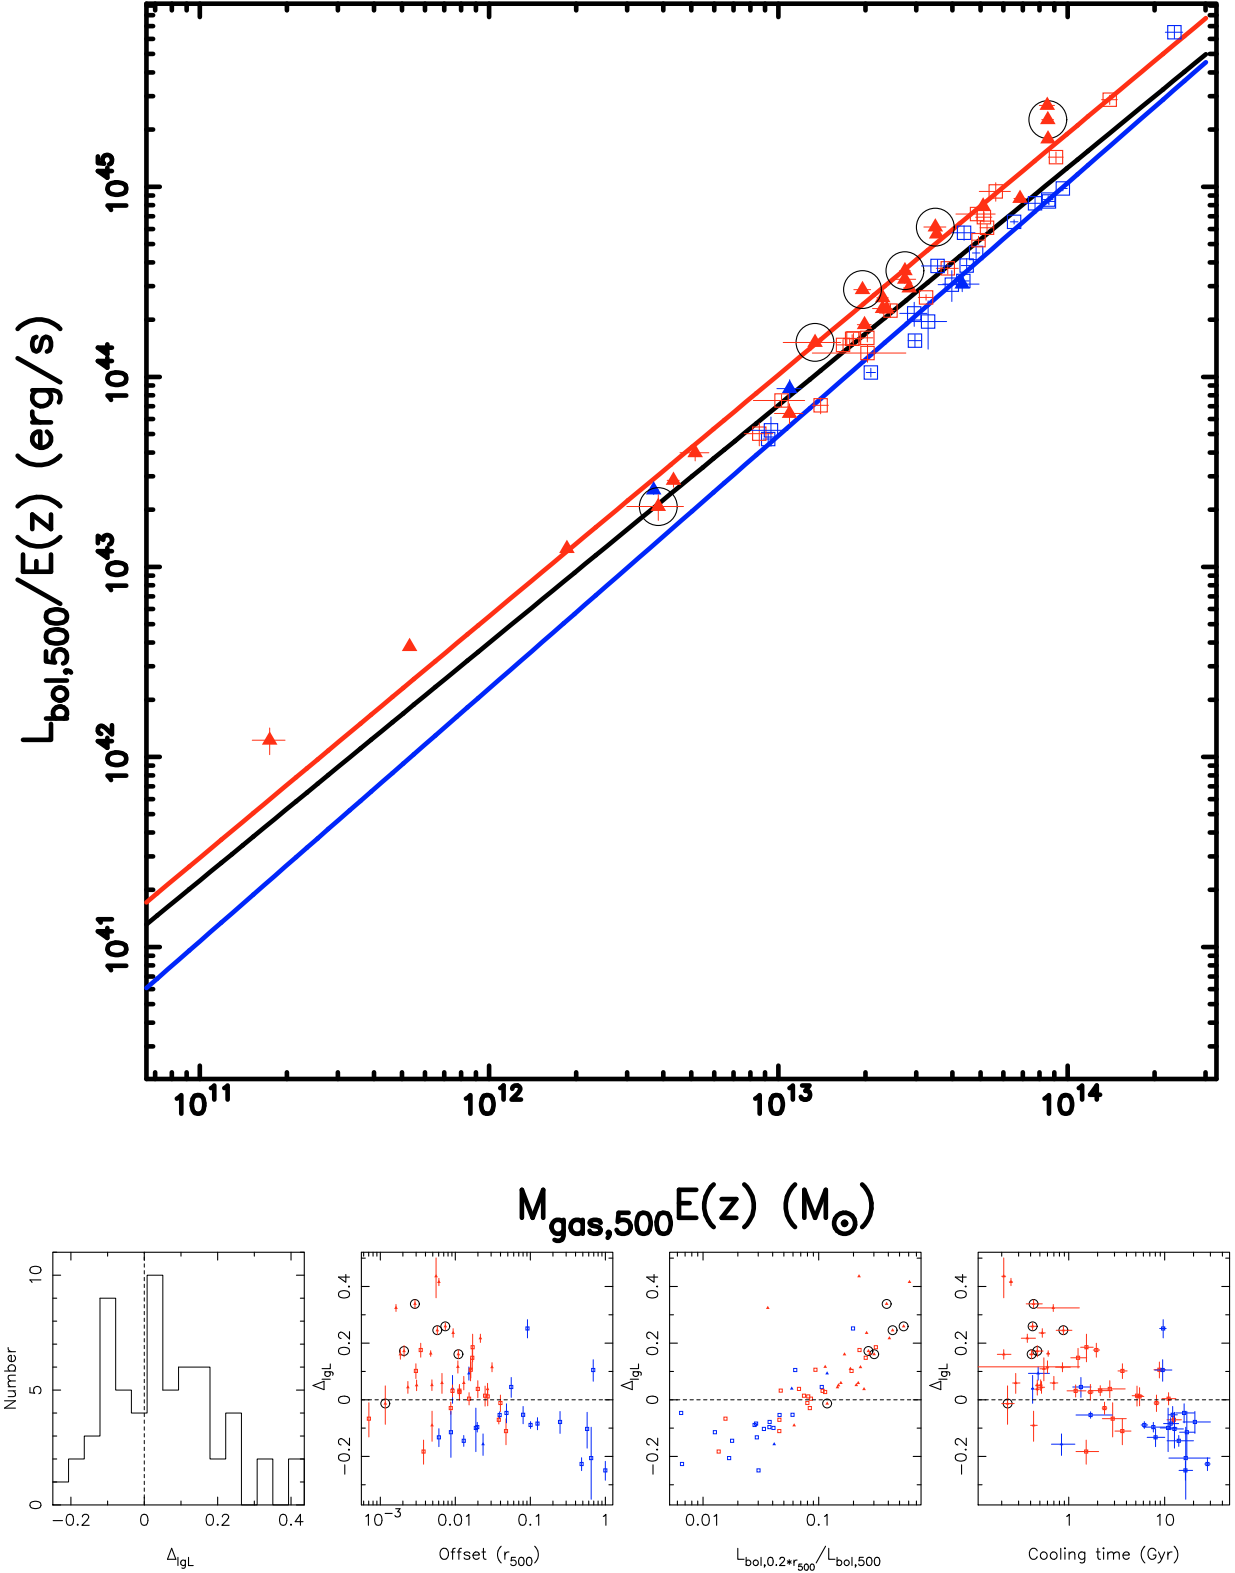 L_bol,500/E(z) (erg/s)
10^45
10^44
10^43
10^42
10^41
10^11 10^12 10^13 10^14
M_gas,500E(z) (M_⊙)
Number
10
5
0
−0.2 0 0.2 0.4
Δ_lgL
Δ_lgL
0.4
0.2
0
−0.2
10^−3 0.01 0.1 1
Offset (r_500)
Δ_lgL
0.4
0.2
0
−0.2
0.01 0.1
L_bol,0.2*r_500/L_bol,500
Δ_lgL
0.4
0.2
0
−0.2
1 10
Cooling time (Gyr)